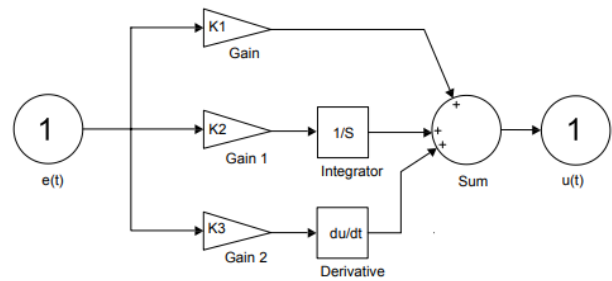 K1
Gain
1
e(t)
K2
Gain 1
1/S
Integrator
+
+
+
Sum
1
u(t)
K3
Gain 2
du/dt
Derivative